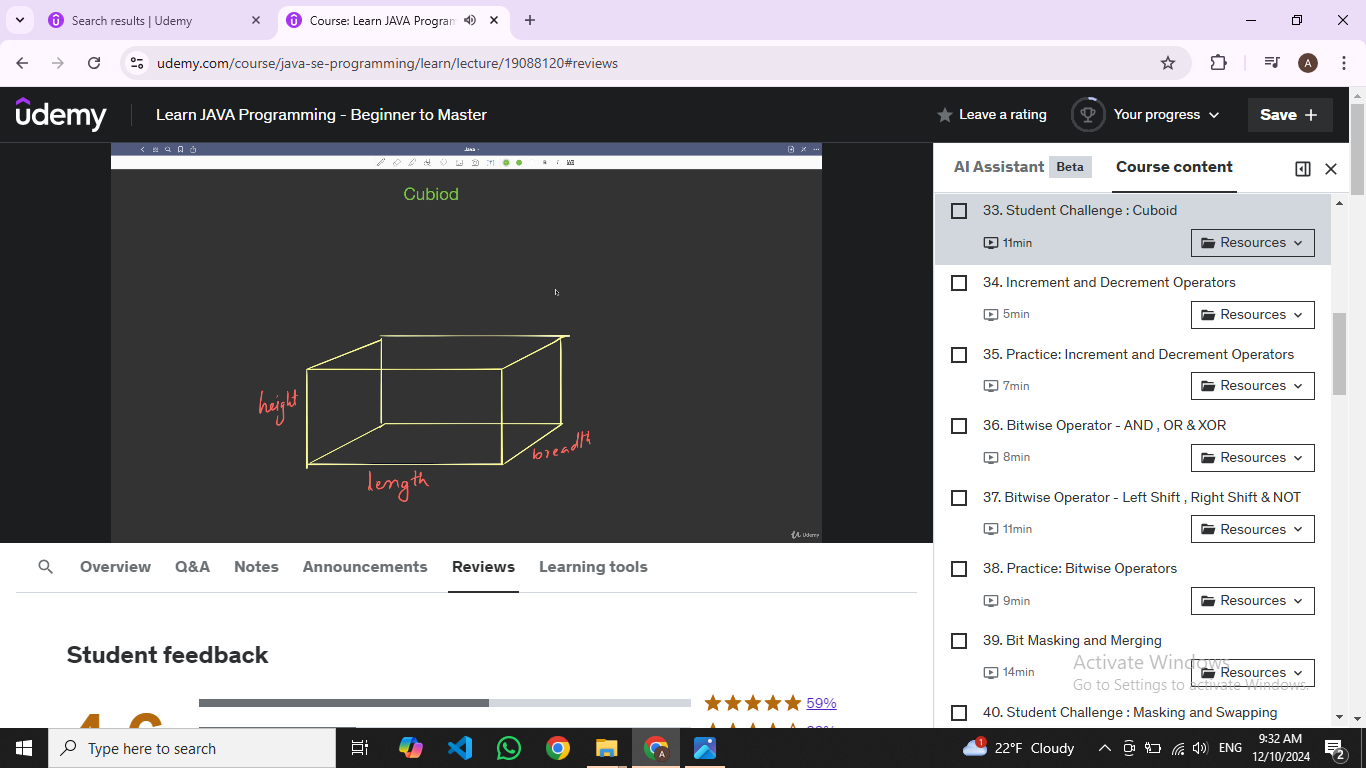 Search results | Udemy
Course: Learn JAVA Program
udemy.com/course/java-se-programming/learn/lecture/19088120#reviews
A
ûdemy
Learn JAVA Programming - Beginner to Master
Leave a rating
Your progress
Save +
Java
Cubiod
height
breadth
length
Udemy
AI Assistant
Beta
Course content
33. Student Challenge : Cuboid
11min
Resources
34. Increment and Decrement Operators
5min
Resources
35. Practice: Increment and Decrement Operators
7min
Resources
36. Bitwise Operator - AND , OR & XOR
8min
Resources
37. Bitwise Operator - Left Shift , Right Shift & NOT
11min
Resources
38. Practice: Bitwise Operators
9min
Resources
39. Bit Masking and Merging
14min
Resources
40. Student Challenge : Masking and Swapping
Activate Windows
Go to Settings to activate Windows.
Overview Q&A Notes Announcements Reviews Learning tools
Student feedback
59%
Type here to search
1
22°F Cloudy
ENG
9:32 AM
12/10/2024
2